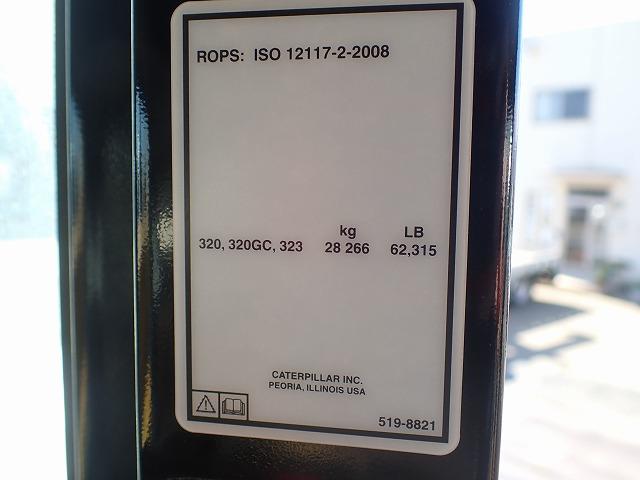 ROPS: ISO 12117-2-2008
kg LB
320, 320GC, 323 28 266 62,315
CATERPILLAR INC.
PEORIA, ILLINOIS USA
519-8821